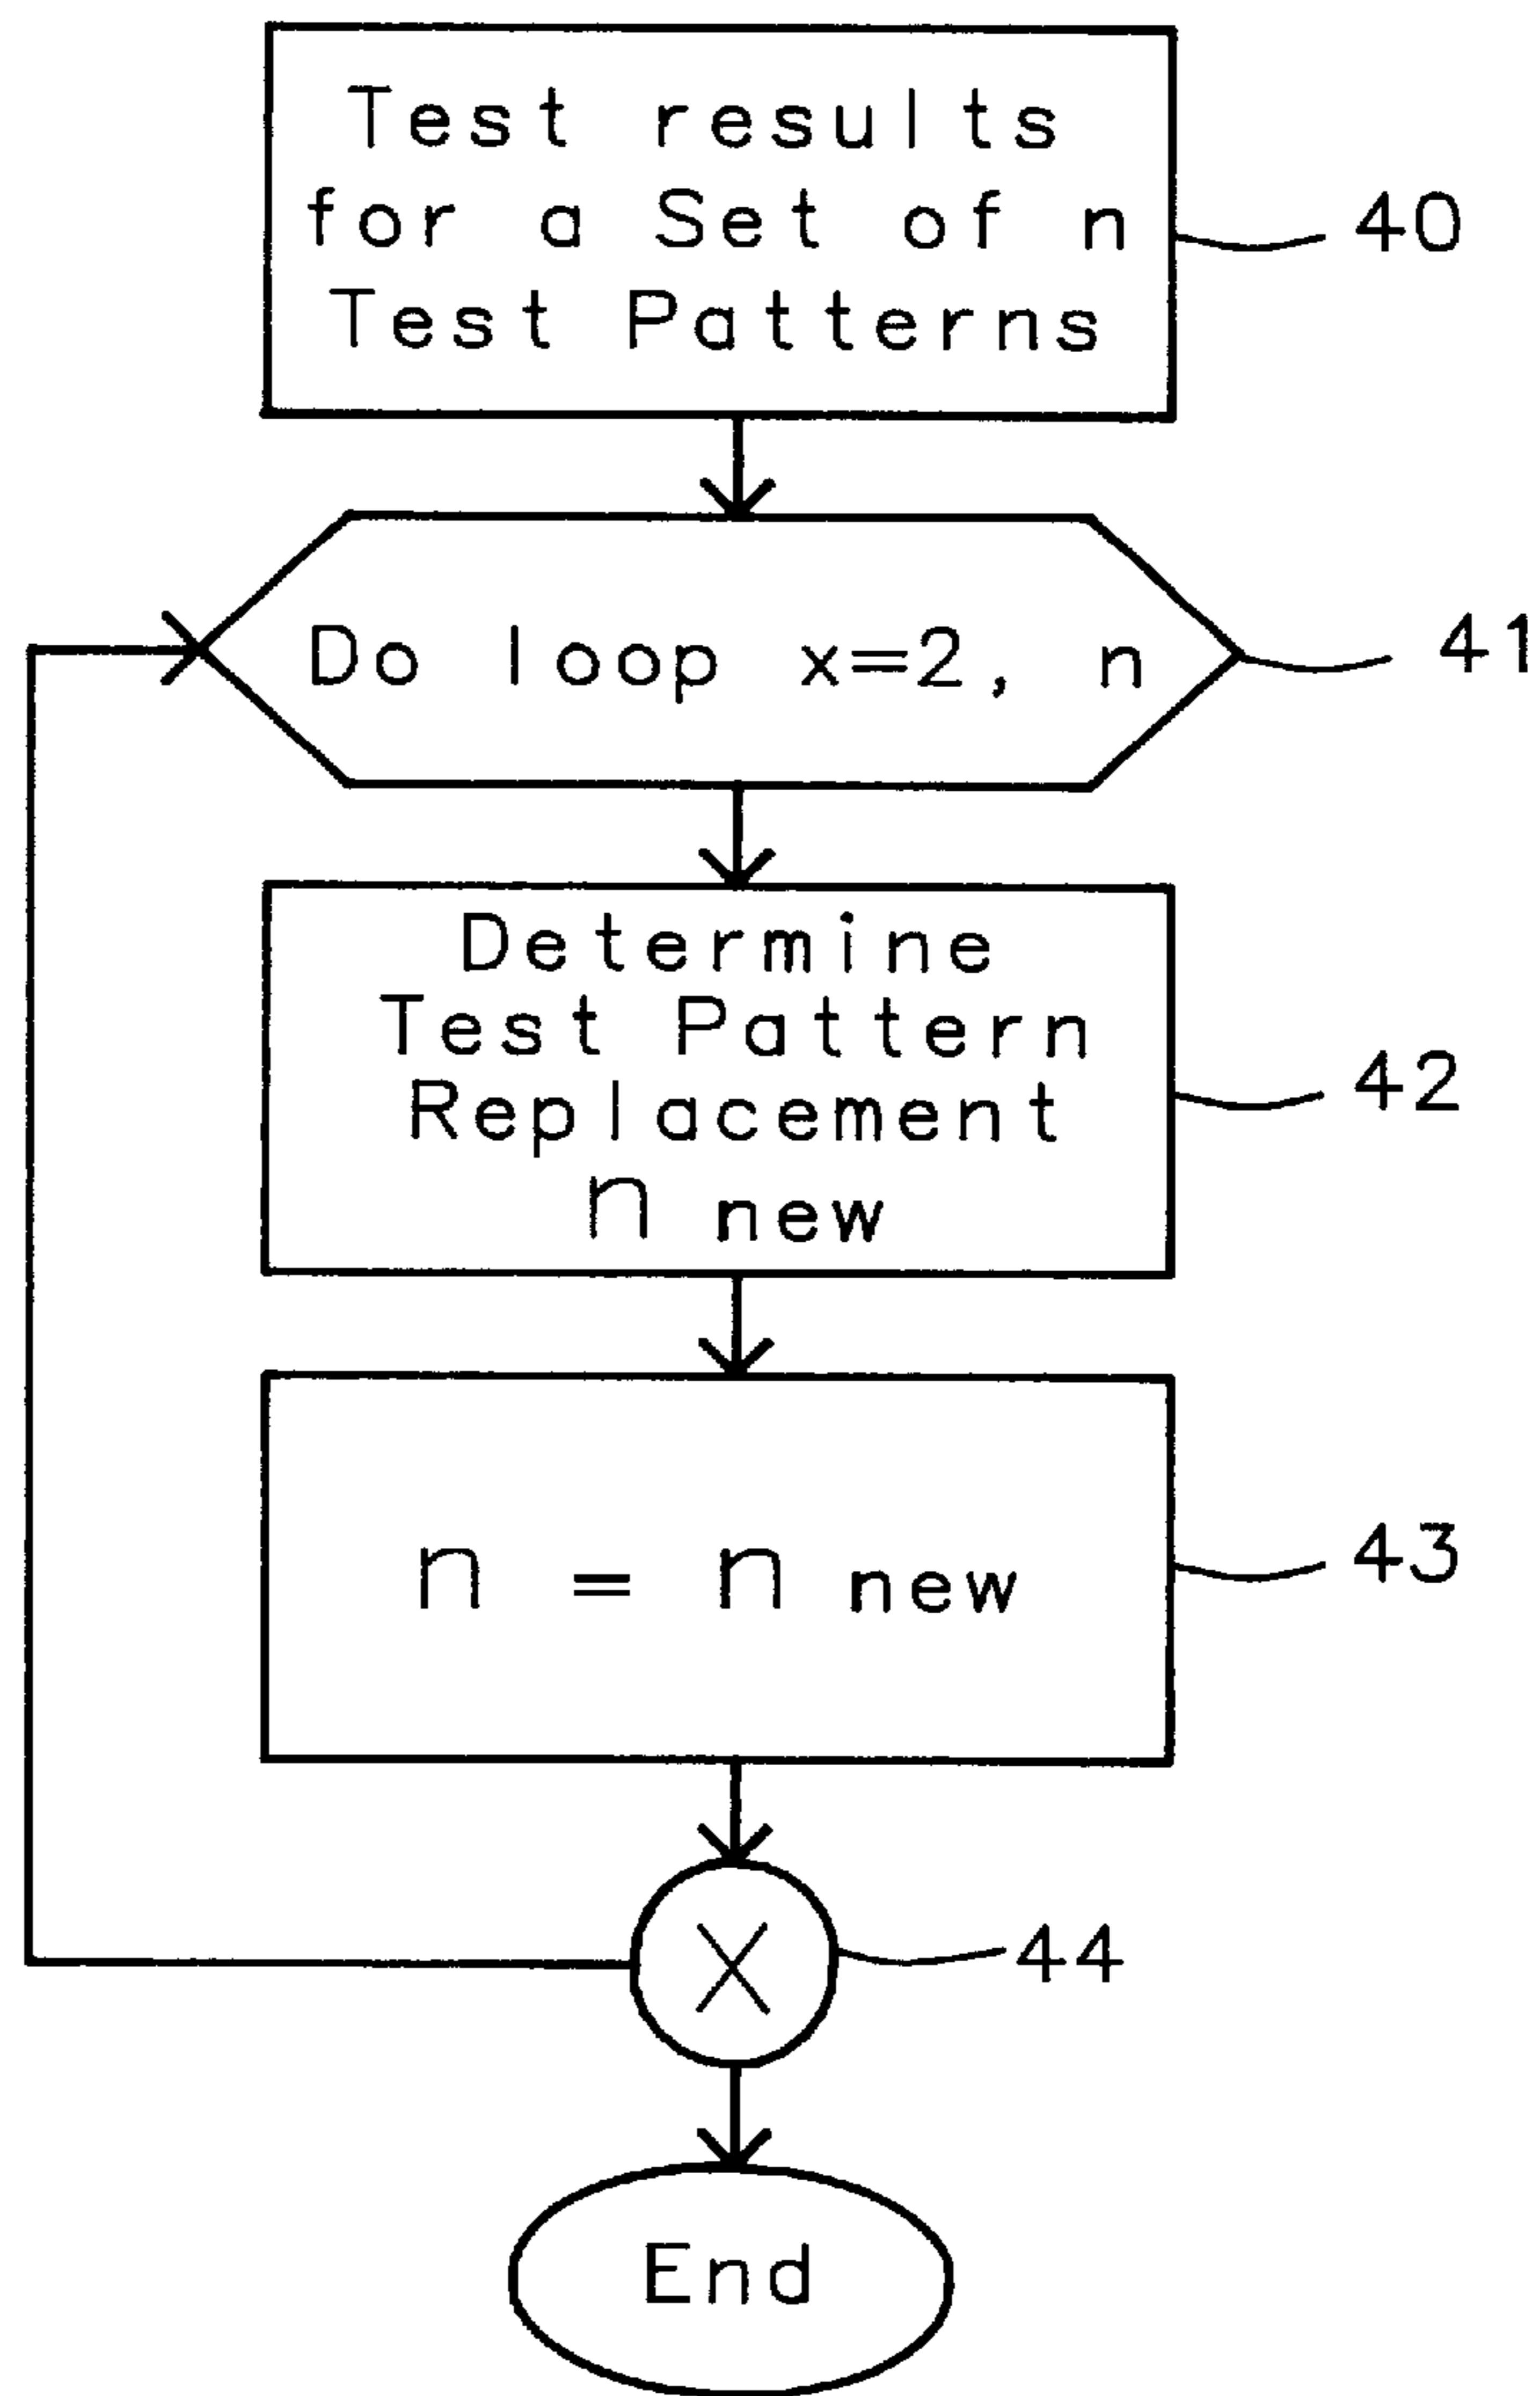 Test results
for a Set of n
Test Patterns
40
Do loop x=2, n
41
Determine
Test Pattern
Replacement
n new
42
n = n new
43
X
44
End